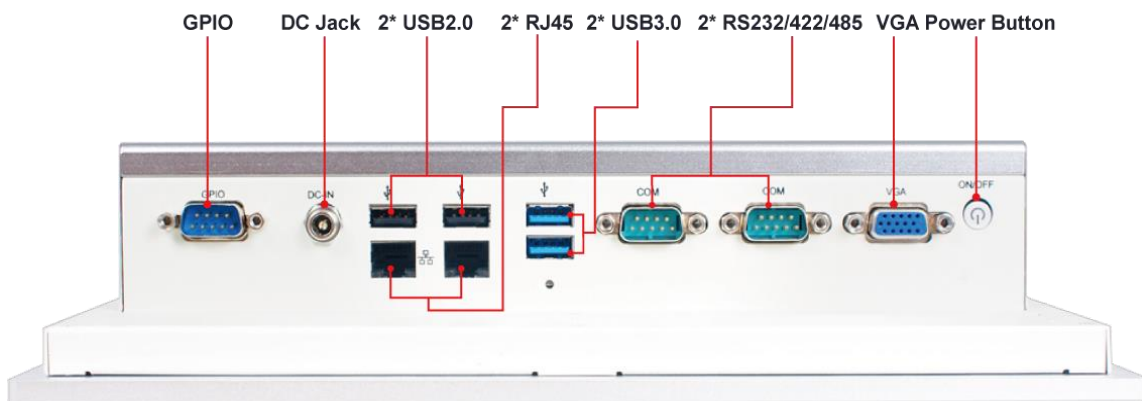 GPIO DC Jack 2* USB2.0 2* RJ45 2* USB3.0 2* RS232/422/485 VGA Power Button
GPIO DC-IN COM COM VGA ON/OFF